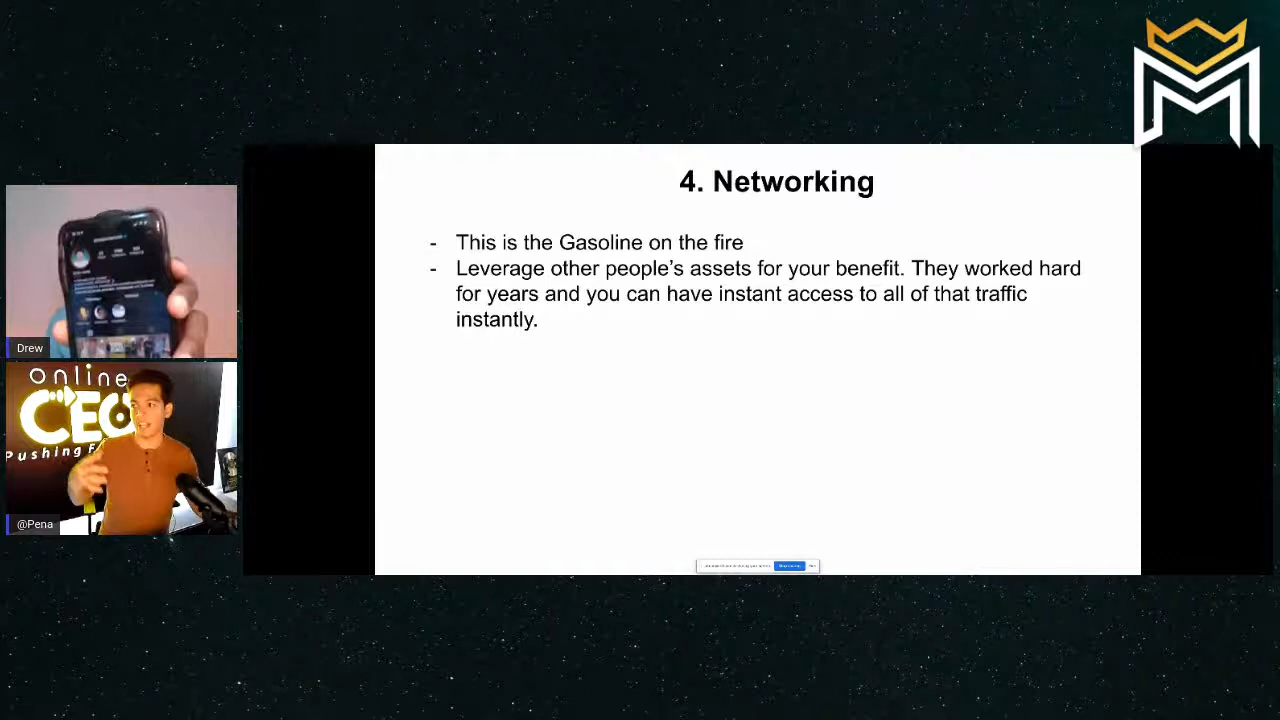 4. Networking
- This is the Gasoline on the fire
- Leverage other people's assets for your benefit. They worked hard
for years and you can have instant access to all of that traffic
instantly.
Drew
online
CEO
Pushing
@Pena